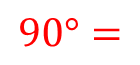 90° =